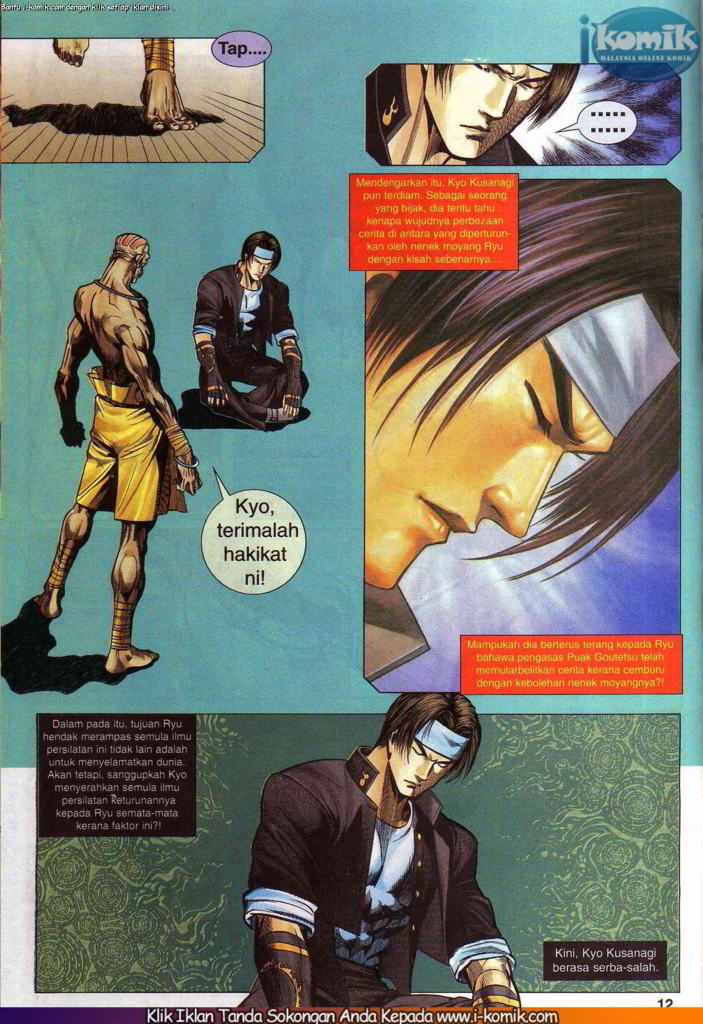 Bantu i-komik.com dengan klik setiap iklan disini...
ikomik
MALAYSIA ONLINE KOMIK
Tap....
......
......
Mendengarkan itu, Kyo Kusanagi
pun terdiam. Sebagai seorang
yang bijak, dia tentu tahu
kenapa wujudnya perbezaan
cerita di antara yang diperturun-
kan oleh nenek moyang Ryu
dengan kisah sebenarnya....
Kyo,
terimalah
hakikat
ni!
Mampukah dia berterus terang kepada Ryu
bahawa pengasas Puak Goutetsu telah
memutarbelitkan cerita kerana cemburu
dengan kebolehan nenek moyangnya?!
Dalam pada itu, tujuan Ryu
hendak merampas semula ilmu
persilatan ini tidak lain adalah
untuk menyelamatkan dunia.
Akan tetapi, sanggupkah Kyo
menyerahkan semula ilmu
persilatan keturunannya
kepada Ryu semata-mata
kerana faktor ini?!
Kini, Kyo Kusanagi
berasa serba-salah.
12
Klik Iklan Tanda Sokongan Anda Kepada www.i-komik.com